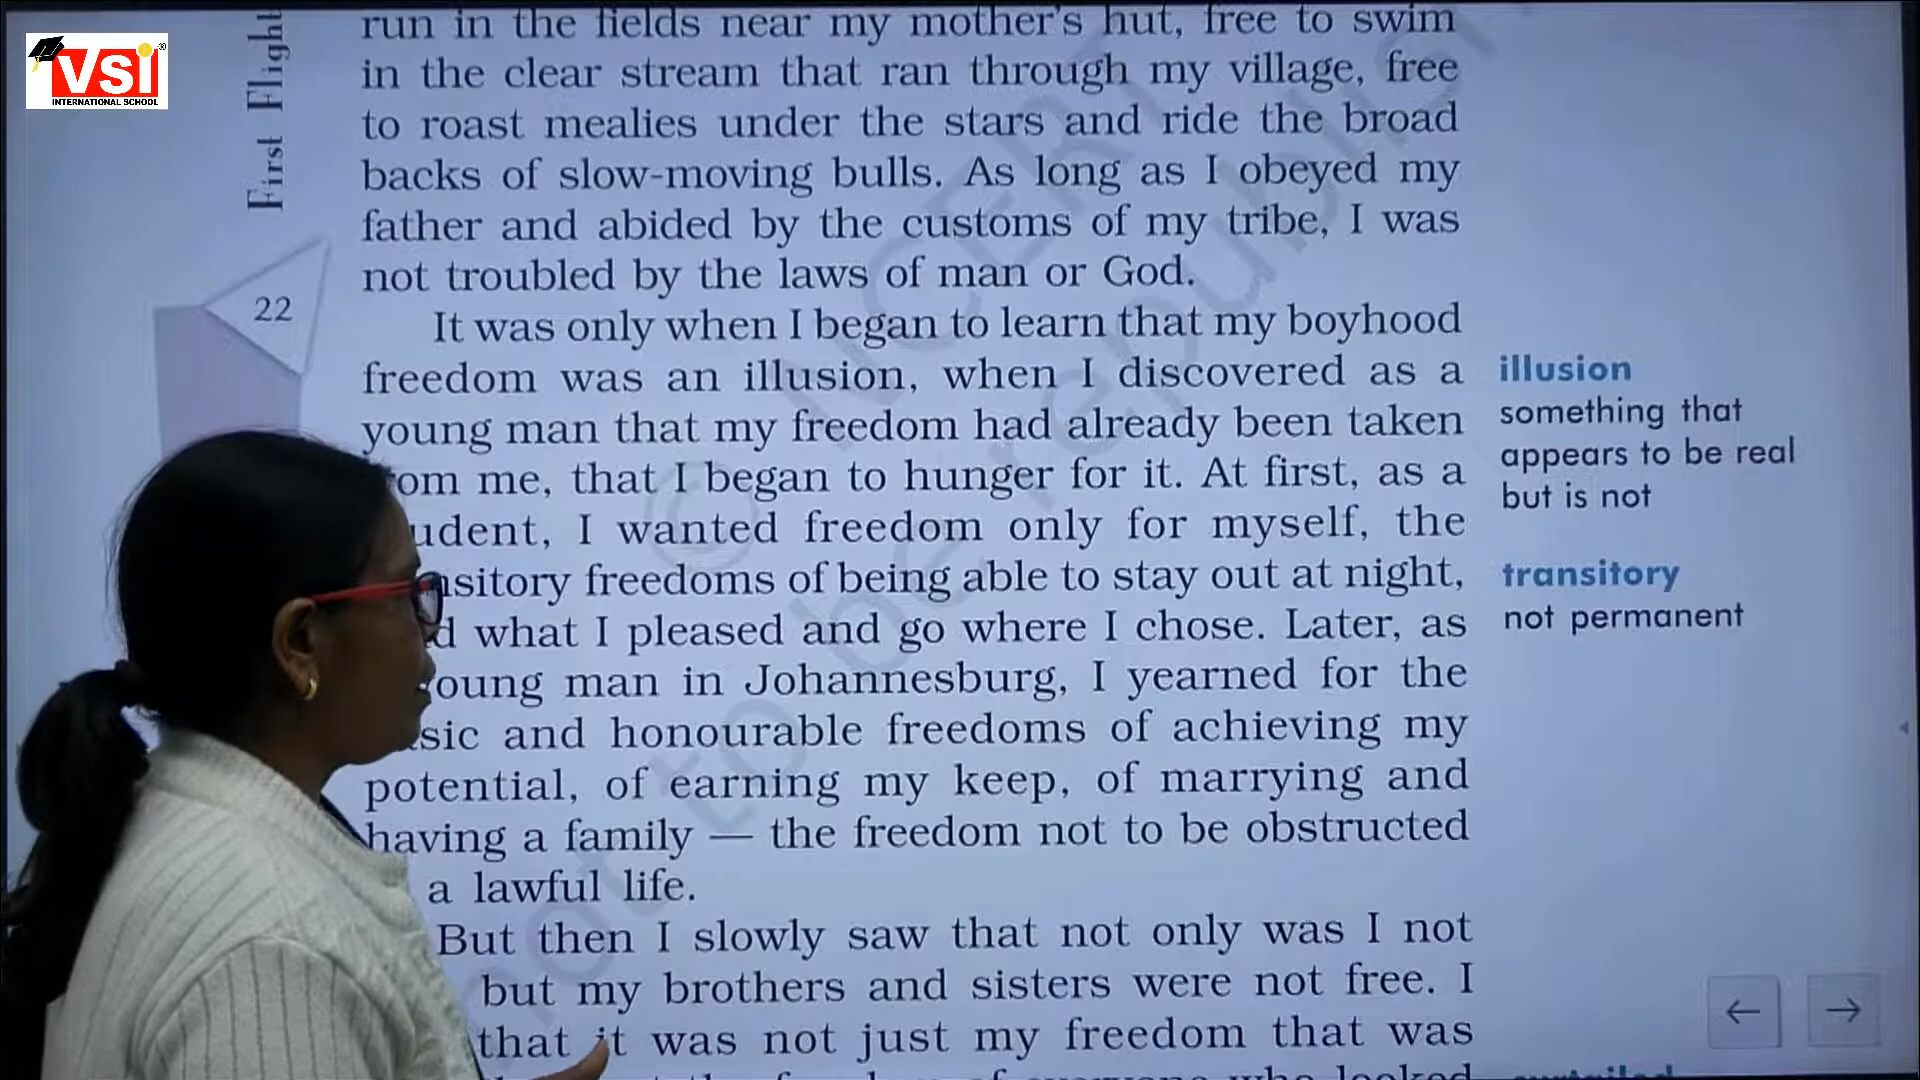 VSI
INTERNATIONAL SCHOOL
First Flight
22
run in the fields near my mother's hut, free to swim
in the clear stream that ran through my village, free
to roast mealies under the stars and ride the broad
backs of slow-moving bulls. As long as I obeyed my
father and abided by the customs of my tribe, I was
not troubled by the laws of man or God.
It was only when I began to learn that my boyhood
freedom was an illusion, when I discovered as a
young man that my freedom had already been taken
om me, that I began to hunger for it. At first, as a
udent, I wanted freedom only for myself, the
sitory freedoms of being able to stay out at night,
d what I pleased and go where I chose. Later, as
oung man in Johannesburg, I yearned for the
sic and honourable freedoms of achieving my
potential, of earning my keep, of marrying and
having a family — the freedom not to be obstructed
a lawful life.
But then I slowly saw that not only was I not
but my brothers and sisters were not free. I
that it was not just my freedom that was
of everyone who looked
illusion
something that
appears to be real
but is not
transitory
not permanent
curtailed
© NCERT
not to be republished